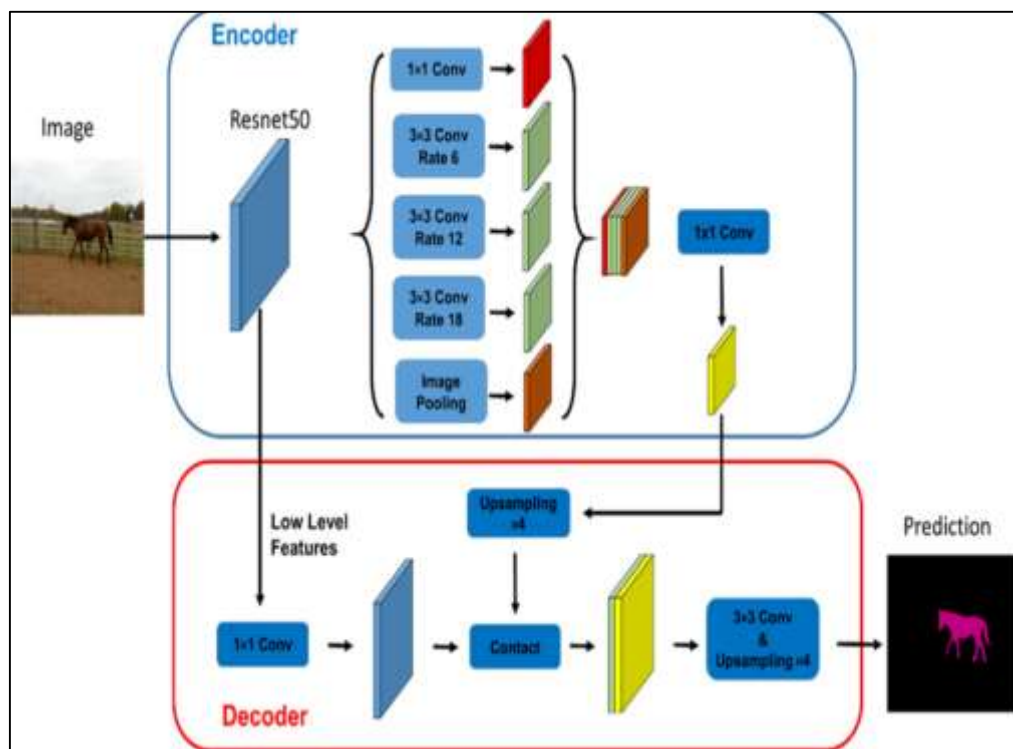 Encoder
Image
Resnet50
1×1 Conv
3×3 Conv
Rate 6
3×3 Conv
Rate 12
3×3 Conv
Rate 18
Image
Pooling
1x1 Conv
Low Level
Features
Upsampling
×4
1×1 Conv
Contact
3×3 Conv
&
Upsampling ×4
Prediction
Decoder